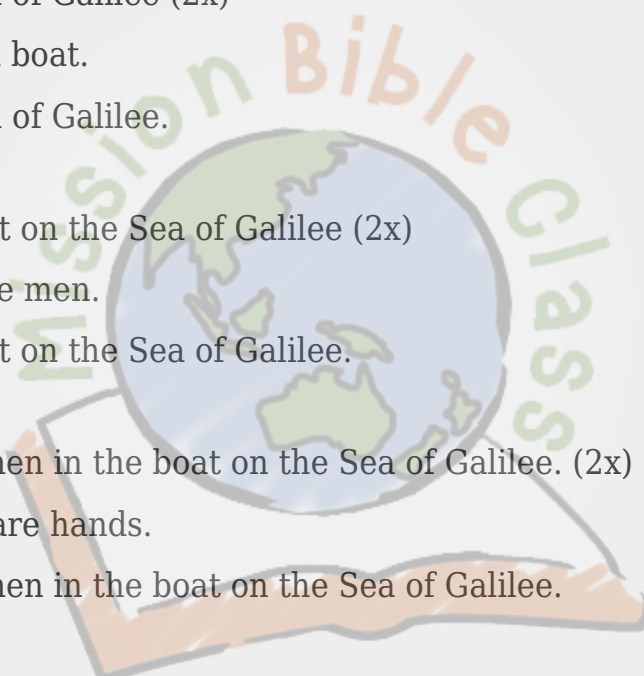 of Galilee (2x)
boat.
of Galilee.
t on the Sea of Galilee (2x)
e men.
t on the Sea of Galilee.
en in the boat on the Sea of Galilee. (2x)
are hands.
en in the boat on the Sea of Galilee.
Mission Bible Class